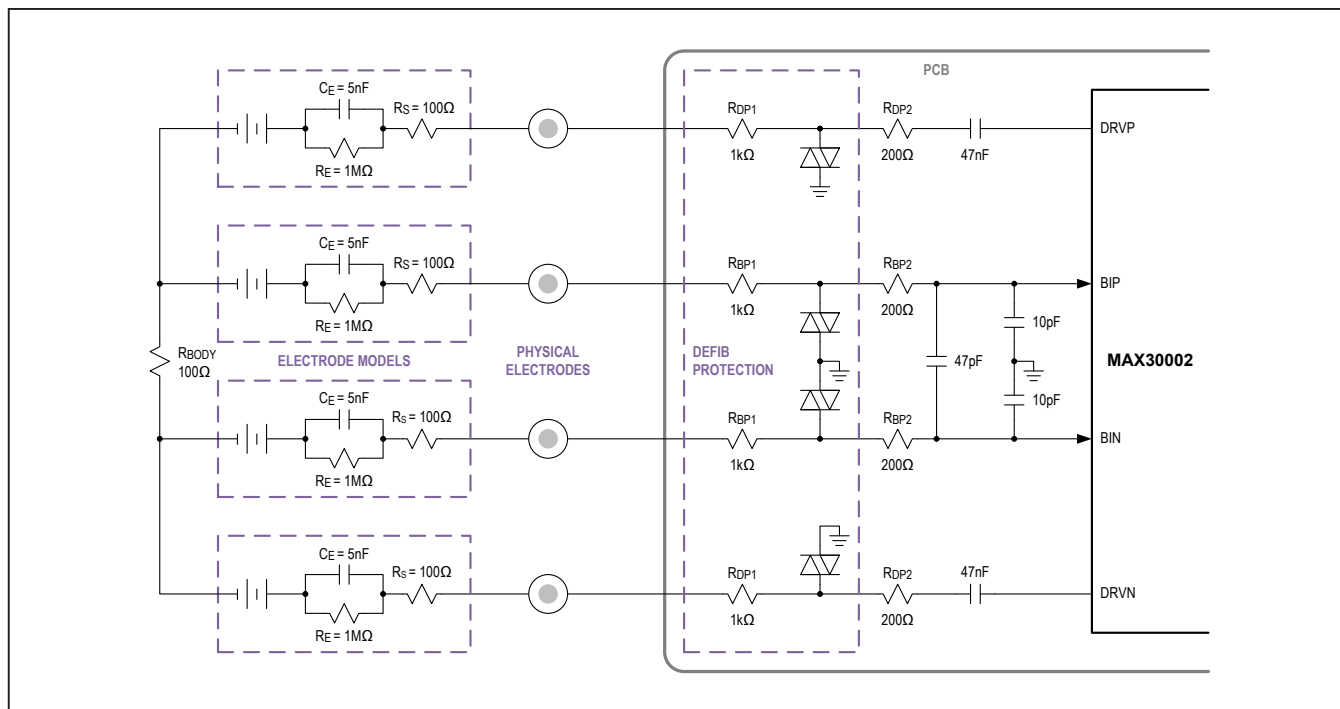 PCB
CE = 5nF
RS = 100Ω
RE = 1MΩ
RDP1
1kΩ
RDP2
200Ω
47nF
DRVP
CE = 5nF
RS = 100Ω
RE = 1MΩ
RBP1
1kΩ
RBP2
200Ω
BIP
10pF
RBODY
100Ω
ELECTRODE MODELS
PHYSICAL
ELECTRODES
DEFIB
PROTECTION
47pF
MAX30002
10pF
CE = 5nF
RS = 100Ω
RE = 1MΩ
RBP1
1kΩ
RBP2
200Ω
BIN
CE = 5nF
RS = 100Ω
RE = 1MΩ
RDP1
1kΩ
RDP2
200Ω
47nF
DRVN